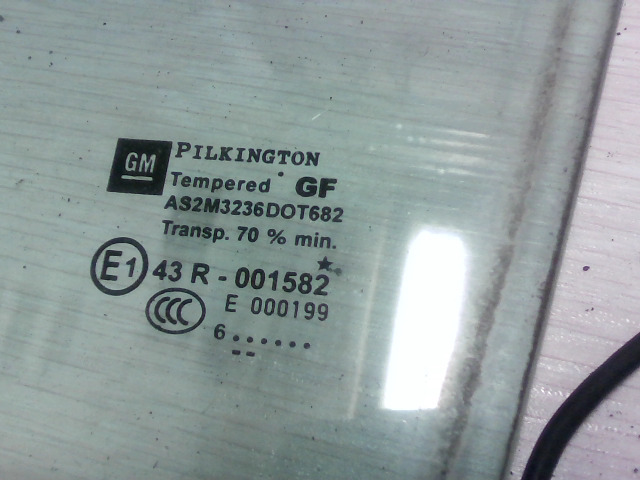 GM
PILKINGTON
Tempered GF
AS2M3236DOT682
Transp. 70 % min.
E1 43 R - 001582
CCC E 000199
6 . . . . . .